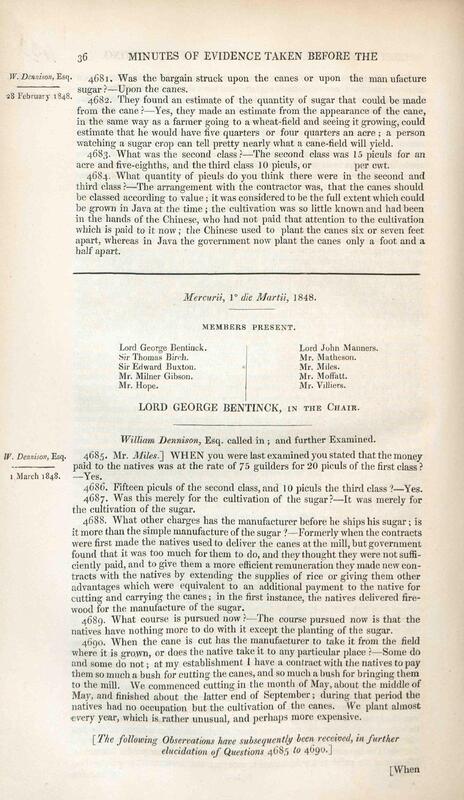 36 MINUTES OF EVIDENCE TAKEN BEFORE THE
W. Dennison, Esq.
28 February 1848.
4681. Was the bargain struck upon the canes or upon the man ufacture
sugar?—Upon the canes.
4682. They found an estimate of the quantity of sugar that could be made
from the cane?—Yes, they made an estimate from the appearance of the cane,
in the same way as a farmer going to a wheat-field and seeing it growing, could
estimate that he would have five quarters or four quarters an acre; a person
watching a sugar crop can tell pretty nearly what a cane-field will yield.
4683. What was the second class?—The second class was 15 piculs for an
acre and five-eighths, and the third class 10 piculs, or per cwt.
4684. What quantity of piculs do you think there were in the second and
third class?—The arrangement with the contractor was, that the canes should
be classed according to value; it was considered to be the full extent which could
be grown in Java at the time; the cultivation was so little known and had been
in the hands of the Chinese, who had not paid that attention to the cultivation
which is paid to it now; the Chinese used to plant the canes six or seven feet
apart, whereas in Java the government now plant the canes only a foot and a
half apart.
Mercurii, 1° die Martii, 1848.
MEMBERS PRESENT.
Lord George Bentinck.
Sir Thomas Birch.
Sir Edward Buxton.
Mr. Milner Gibson.
Mr. Hope.
Lord John Manners.
Mr. Matheson.
Mr. Miles.
Mr. Moffatt.
Mr. Villiers.
LORD GEORGE BENTINCK, IN THE CHAIR.
William Dennison, Esq. called in; and further Examined.
W. Dennison, Esq.
1 March 1848.
4685. Mr. Miles.] WHEN you were last examined you stated that the money
paid to the natives was at the rate of 75 guilders for 20 piculs of the first class?
—Yes.
4686. Fifteen piculs of the second class, and 10 piculs the third class?—Yes.
4687. Was this merely for the cultivation of the sugar?—It was merely for
the cultivation of the sugar.
4688. What other charges has the manufacturer before he ships his sugar; is
it more than the simple manufacture of the sugar?—Formerly when the contracts
were first made the natives used to deliver the canes at the mill, but government
found that it was too much for them to do, and they thought they were not suffi-
ciently paid, and to give them a more efficient remuneration they made new con-
tracts with the natives by extending the supplies of rice or giving them other
advantages which were equivalent to an additional payment to the native for
cutting and carrying the canes; in the first instance, the natives delivered fire-
wood for the manufacture of the sugar.
4689. What course is pursued now?—The course pursued now is that the
natives have nothing more to do with it except the planting of the sugar.
4690. When the cane is cut has the manufacturer to take it from the field
where it is grown, or does the native take it to any particular place?—Some do
and some do not; at my establishment I have a contract with the natives to pay
them so much a bush for cutting the canes, and so much a bush for bringing them
to the mill. We commenced cutting in the month of May, about the middle of
May, and finished about the latter end of September; during that period the
natives had no occupation but the cultivation of the canes. We plant almost
every year, which is rather unusual, and perhaps more expensive.
[The following Observations have subsequently been received, in further
elucidation of Questions 4685 to 4690.]
[When